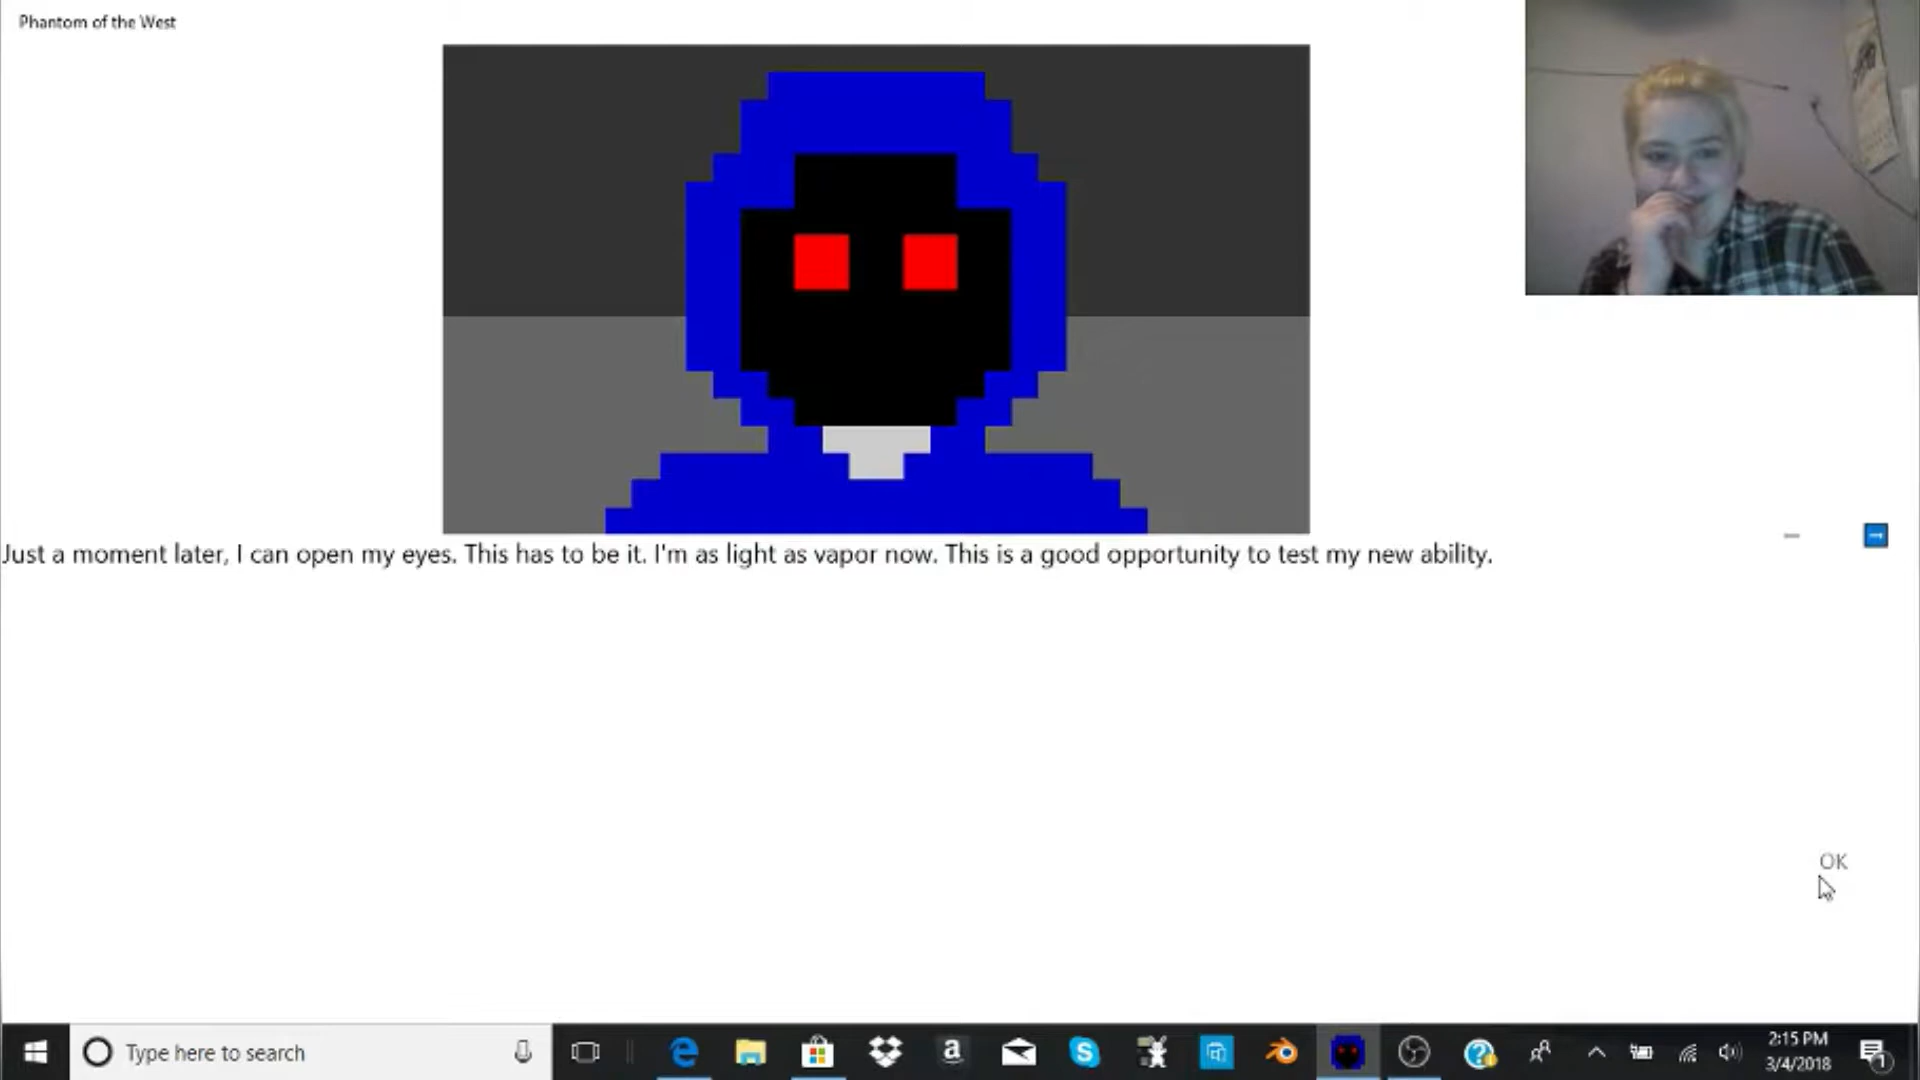 Phantom of the West
Just a moment later, I can open my eyes. This has to be it. I'm as light as vapor now. This is a good opportunity to test my new ability.
OK
Type here to search
a
2:15 PM
3/4/2018
1